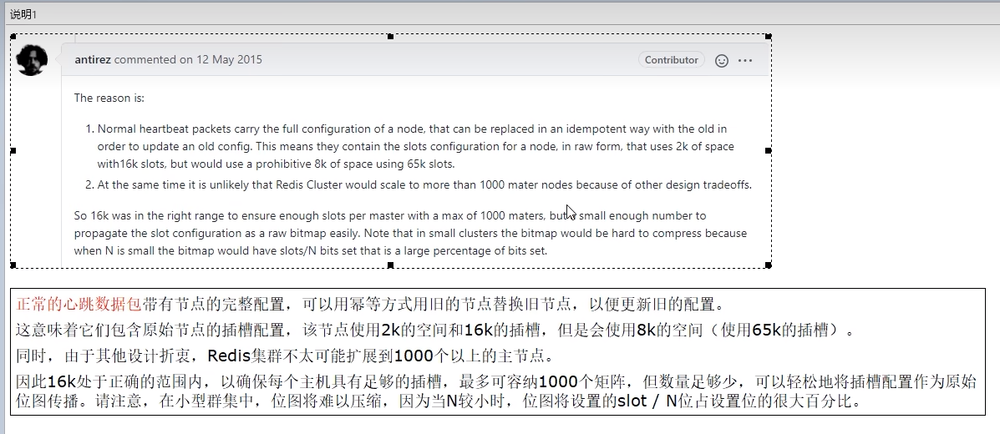 说明1
antirez commented on 12 May 2015
Contributor
The reason is:
1. Normal heartbeat packets carry the full configuration of a node, that can be replaced in an idempotent way with the old in
order to update an old config. This means they contain the slots configuration for a node, in raw form, that uses 2k of space
with16k slots, but would use a prohibitive 8k of space using 65k slots.
2. At the same time it is unlikely that Redis Cluster would scale to more than 1000 mater nodes because of other design tradeoffs.
So 16k was in the right range to ensure enough slots per master with a max of 1000 maters, but a small enough number to
propagate the slot configuration as a raw bitmap easily. Note that in small clusters the bitmap would be hard to compress because
when N is small the bitmap would have slots/N bits set that is a large percentage of bits set.
正常的心跳数据包带有节点的完整配置，可以用幂等方式用旧的节点替换旧节点，以便更新旧的配置。
这意味着它们包含原始节点的插槽配置，该节点使用2k的空间和16k的插槽，但是会使用8k的空间（使用65k的插槽）。
同时，由于其他设计折衷，Redis集群不太可能扩展到1000个以上的主节点。
因此16k处于正确的范围内，以确保每个主机具有足够的插槽，最多可容纳1000个矩阵，但数量足够少，可以轻松地将插槽配置作为原始
位图传播。请注意，在小型群集中，位图将难以压缩，因为当N较小时，位图将设置的slot / N位占设置位的很大百分比。